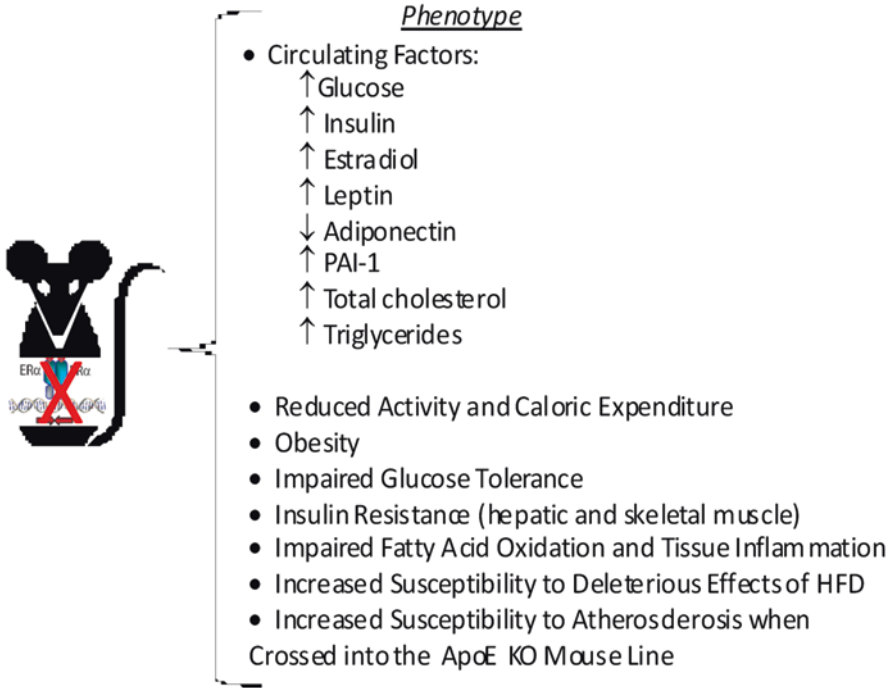 Phenotype
• Circulating Factors:
↑Glucose
↑ Insulin
↑ Estradiol
↑ Leptin
↓ Adiponectin
↑ PAI-1
↑ Total cholesterol
↑ Triglycerides
ERα ERα
• Reduced Activity and Caloric Expenditure
• Obesity
• Impaired Glucose Tolerance
• Insulin Resistance (hepatic and skeletal muscle)
• Impaired Fatty Acid Oxidation and Tissue Inflammation
• Increased Susceptibility to Deleterious Effects of HFD
• Increased Susceptibility to Atherosderosis when
Crossed into the ApoE KO Mouse Line